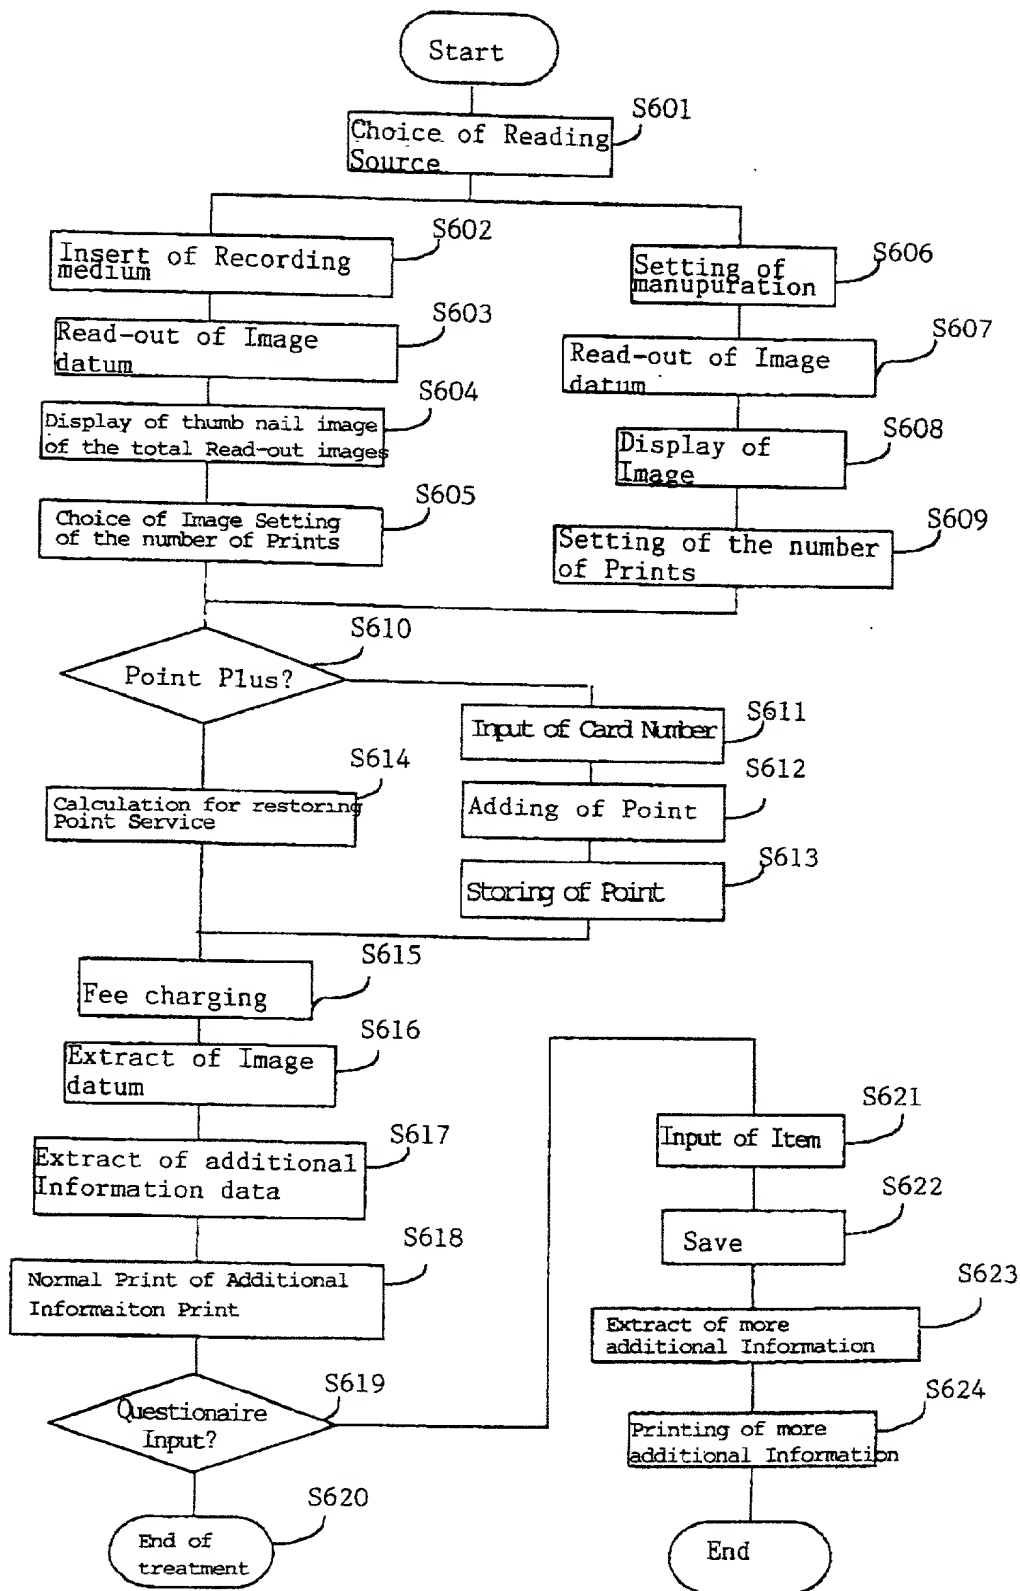 Start
S601
Choice of Reading
Source
S602
Insert of Recording
medium
S603
Read-out of Image
datum
S604
Display of thumb nail image
of the total Read-out images
S605
Choice of Image Setting
of the number of Prints
S606
Setting of
manupuration
S607
Read-out of Image
datum
S608
Display of
Image
S609
Setting of the number
of Prints
S610
Point Plus?
S611
Input of Card Number
S612
Adding of Point
S613
Storing of Point
S614
Calculation for restoring
Point Service
S615
Fee charging
S616
Extract of Image
datum
S617
Extract of additional
Information data
S618
Normal Print of Additional
Informaiton Print
S619
Questionaire
Input?
S620
End of
treatment
S621
Input of Item
S622
Save
S623
Extract of more
additional Information
S624
Printing of more
additional Information
End